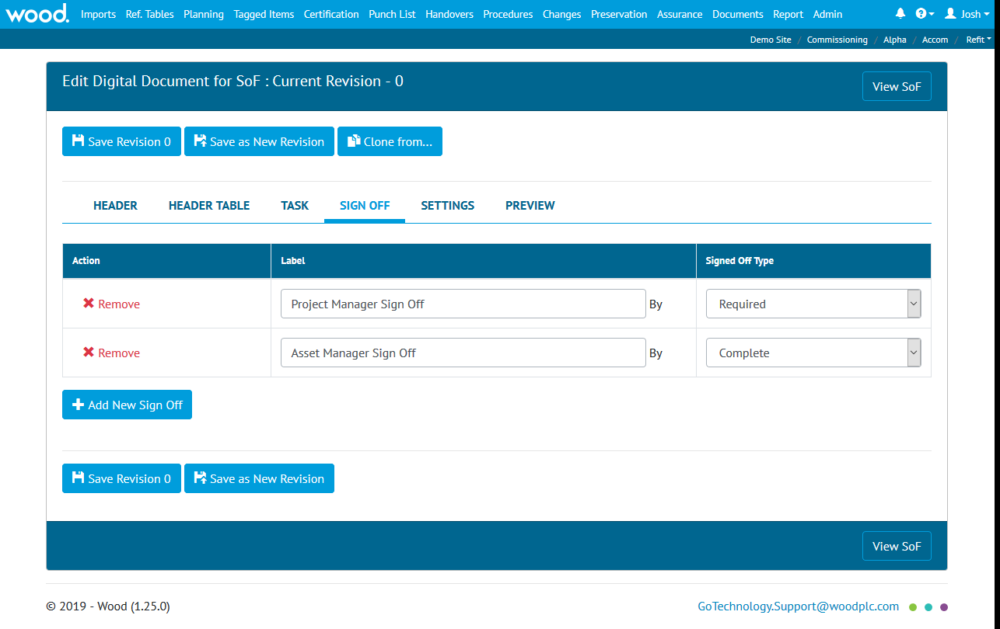 wood. Imports Ref. Tables Planning Tagged Items Certification Punch List Handovers Procedures Changes Preservation Assurance Documents Report Admin Josh
Demo Site / Commissioning / Alpha / Accom / Refit
Edit Digital Document for SoF : Current Revision - 0
View SoF
Save Revision 0 Save as New Revision Clone from...
HEADER HEADER TABLE TASK SIGN OFF SETTINGS PREVIEW
Action Label Signed Off Type
Remove Project Manager Sign Off By Required
Remove Asset Manager Sign Off By Complete
Add New Sign Off
Save Revision 0 Save as New Revision
View SoF
© 2019 - Wood (1.25.0) GoTechnology.Support@woodplc.com